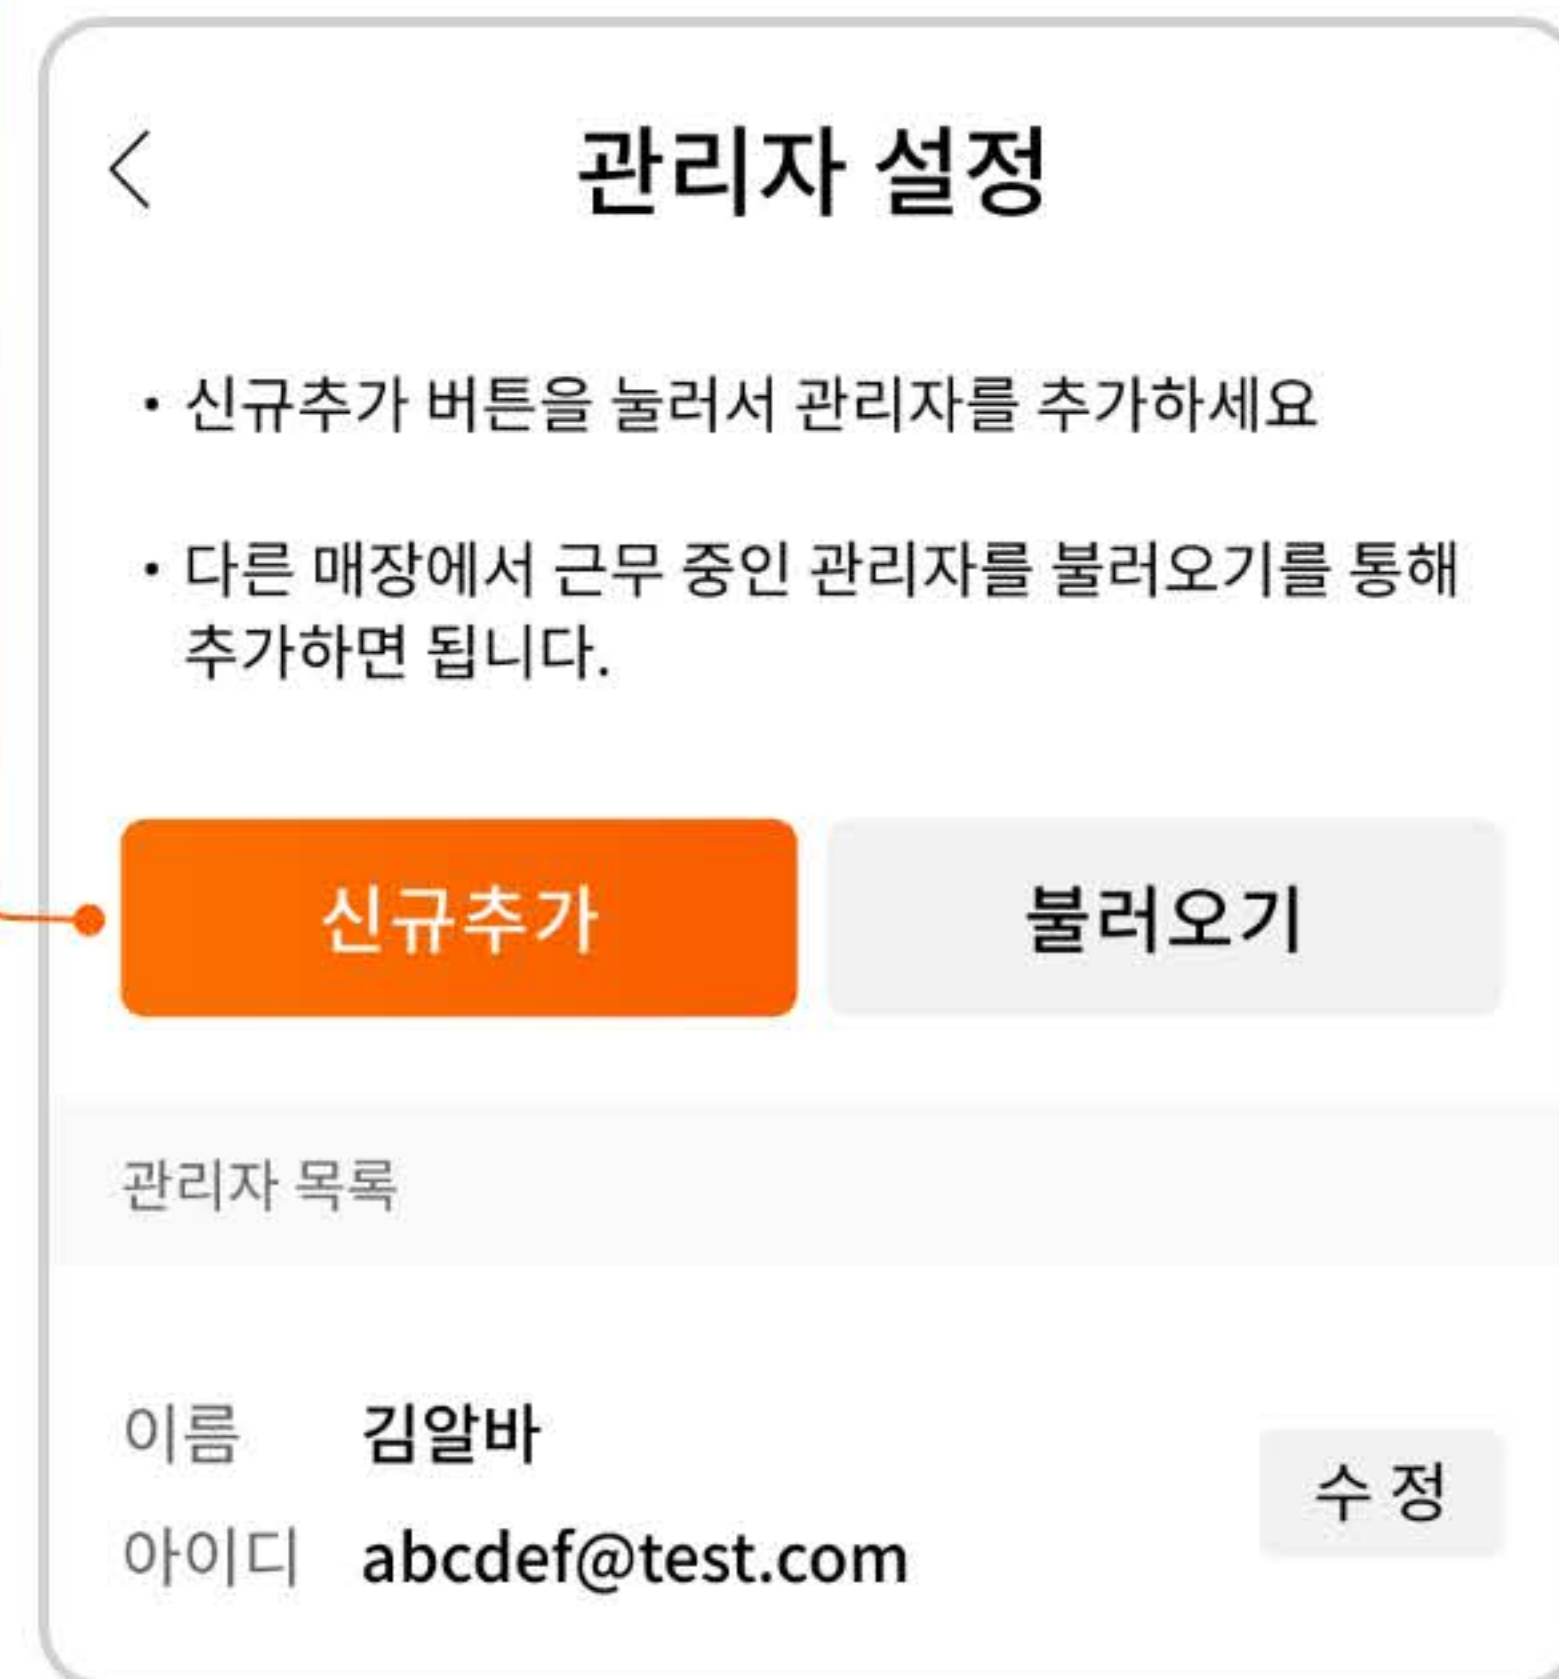 관리자 설정
• 신규추가 버튼을 눌러서 관리자를 추가하세요
• 다른 매장에서 근무 중인 관리자를 불러오기를 통해
추가하면 됩니다.
신규추가 불러오기
관리자 목록
이름 김알바
수정
아이디 abcdef@test.com